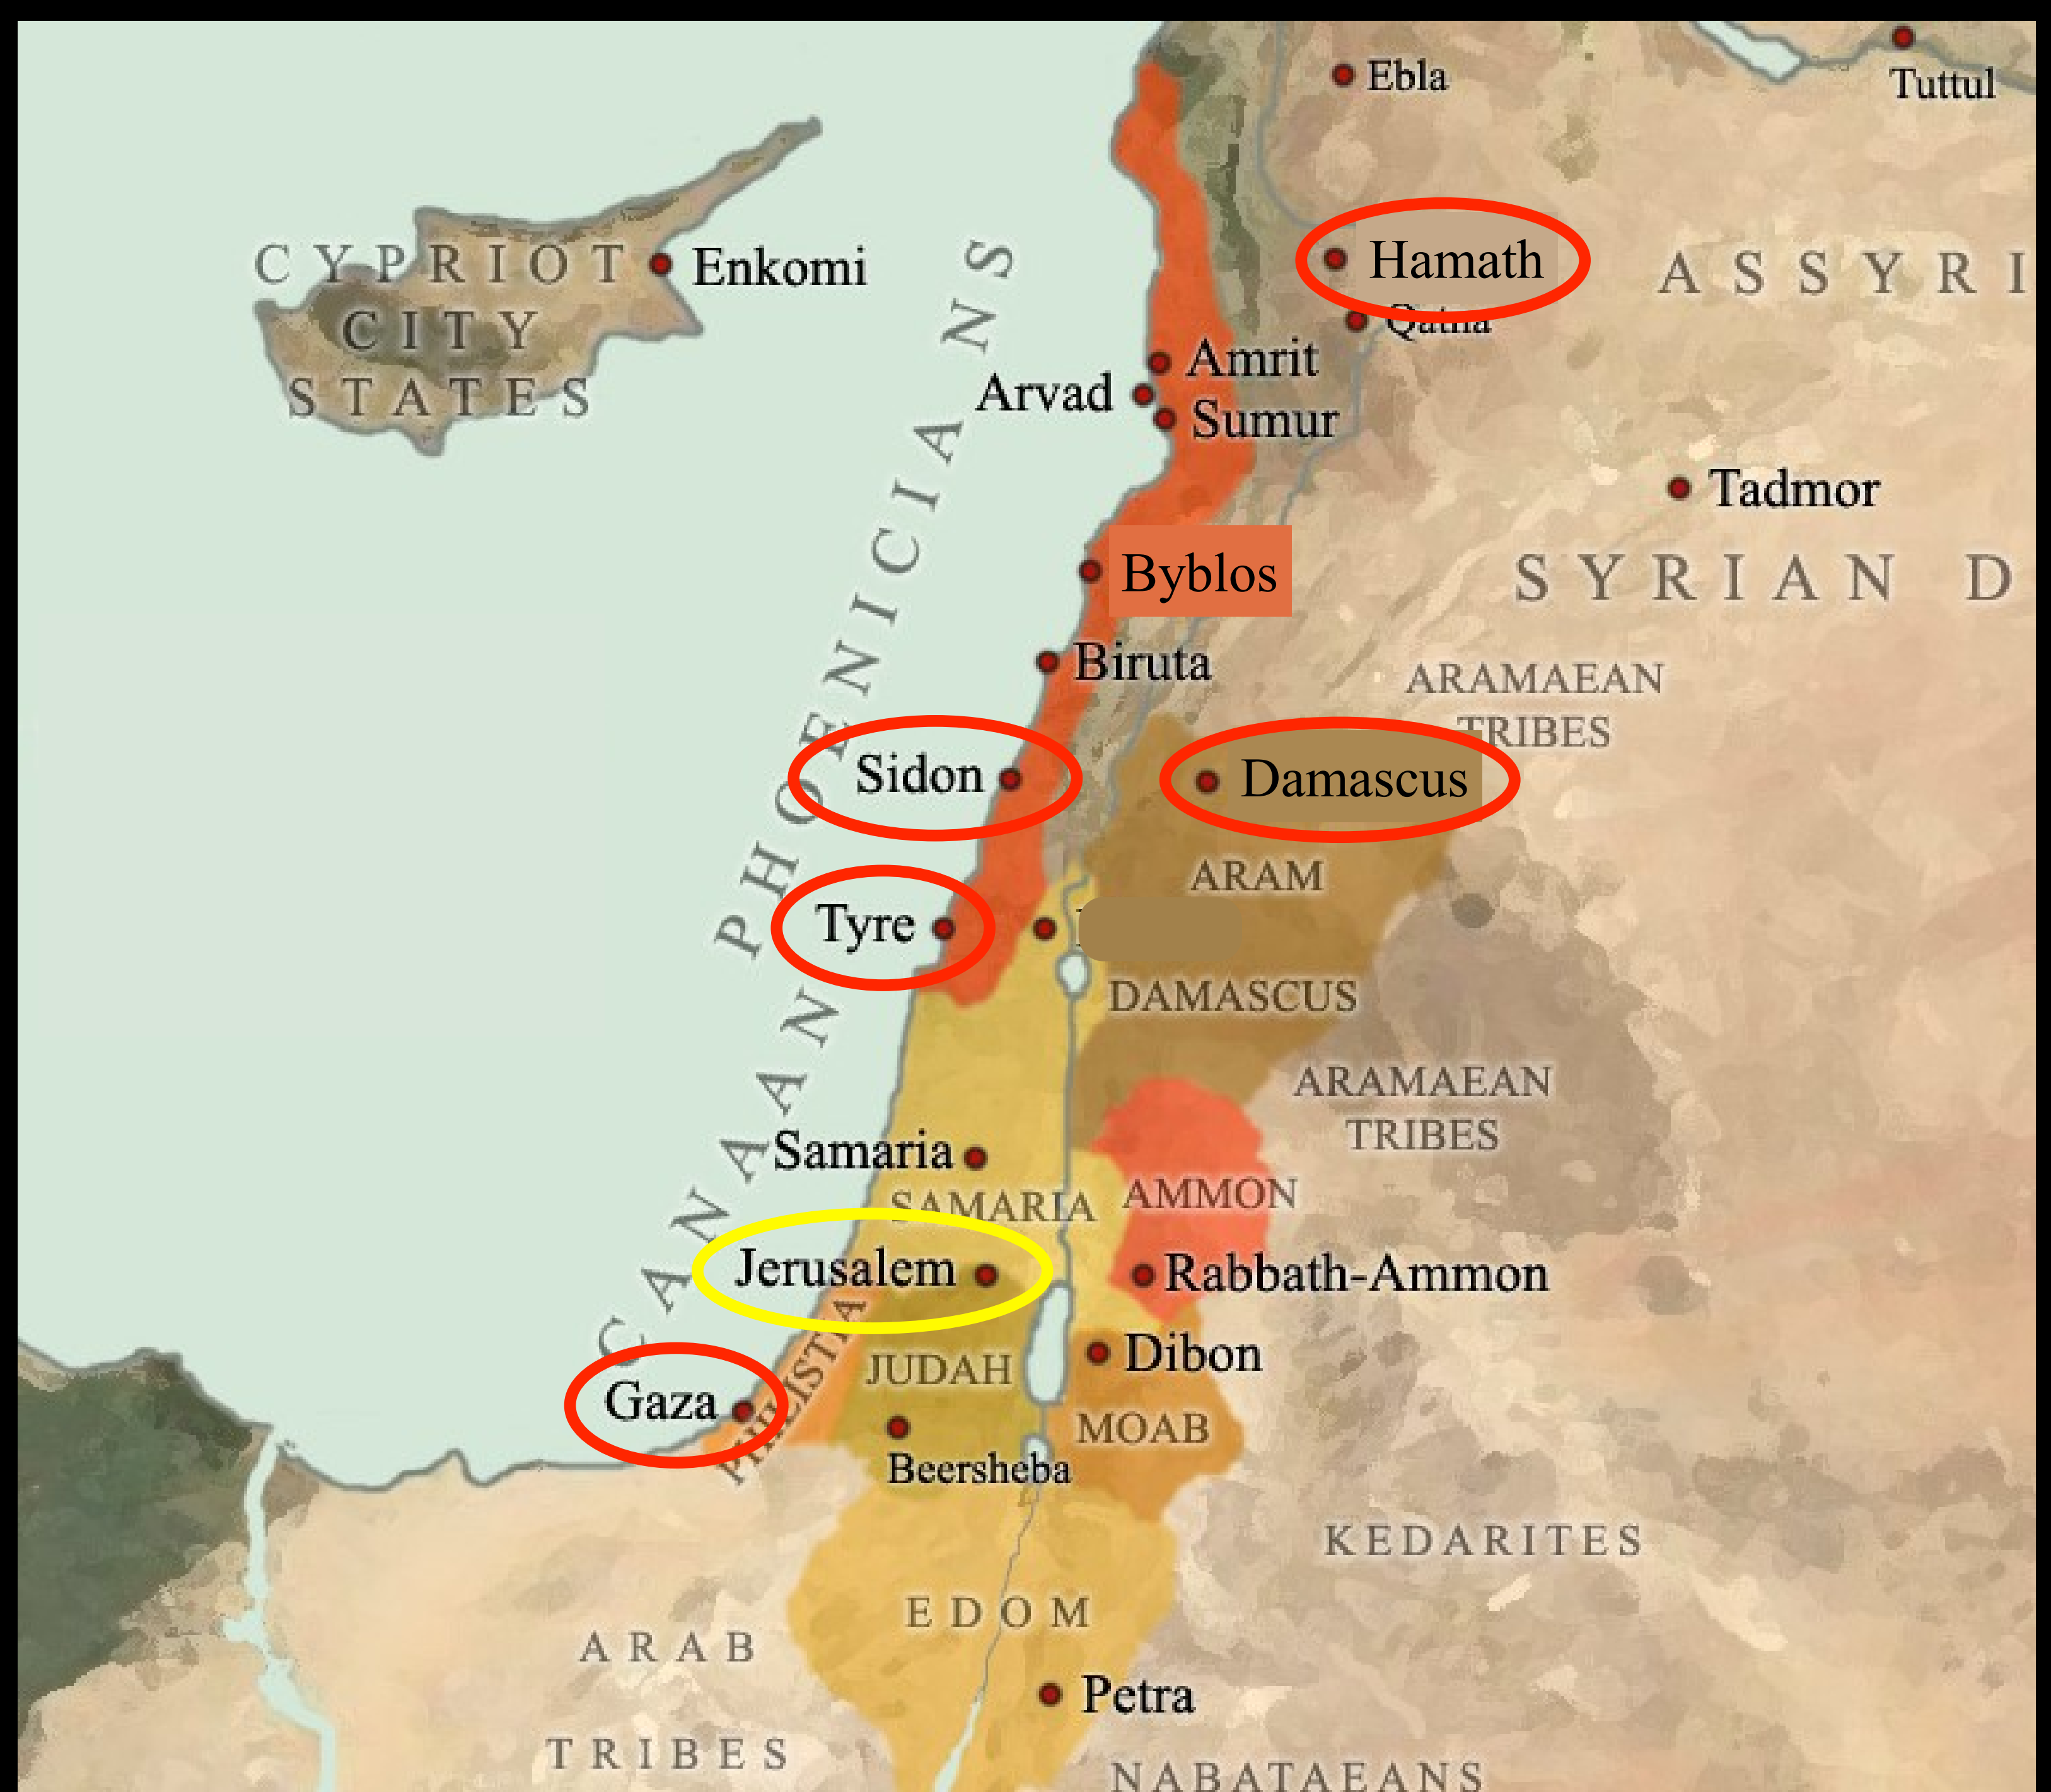 Ebla
Tuttul
CYPRIOT
CITY
STATES
Enkomi
Hamath
Qatna
ASSYRI
Amrit
Arvad
Sumur
Tadmor
Byblos
SYRIAN D
Biruta
ARAMAEAN
TRIBES
Sidon
Damascus
ARAM
Tyre
DAMASCUS
CANAAN PHOENICIANS
ARAMAEAN
TRIBES
Samaria
SAMARIA
AMMON
Jerusalem
Rabbath-Ammon
PHILISTIA
Dibon
JUDAH
Gaza
MOAB
Beersheba
KEDARITES
EDOM
ARAB
TRIBES
Petra
NABATAEANS